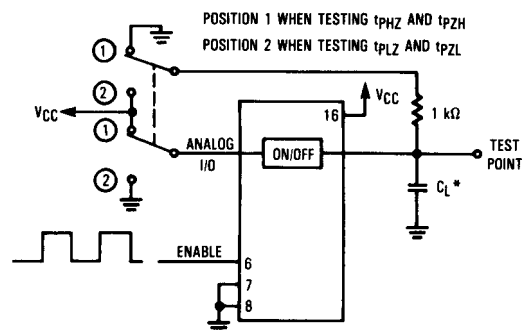 POSITION 1 WHEN TESTING tPHZ AND tPZH
POSITION 2 WHEN TESTING tPLZ AND tPZL
1
2
VCC
1
2
ANALOG
I/O
ON/OFF
16
VCC
1 kΩ
TEST
POINT
CL*
ENABLE
6
7
8